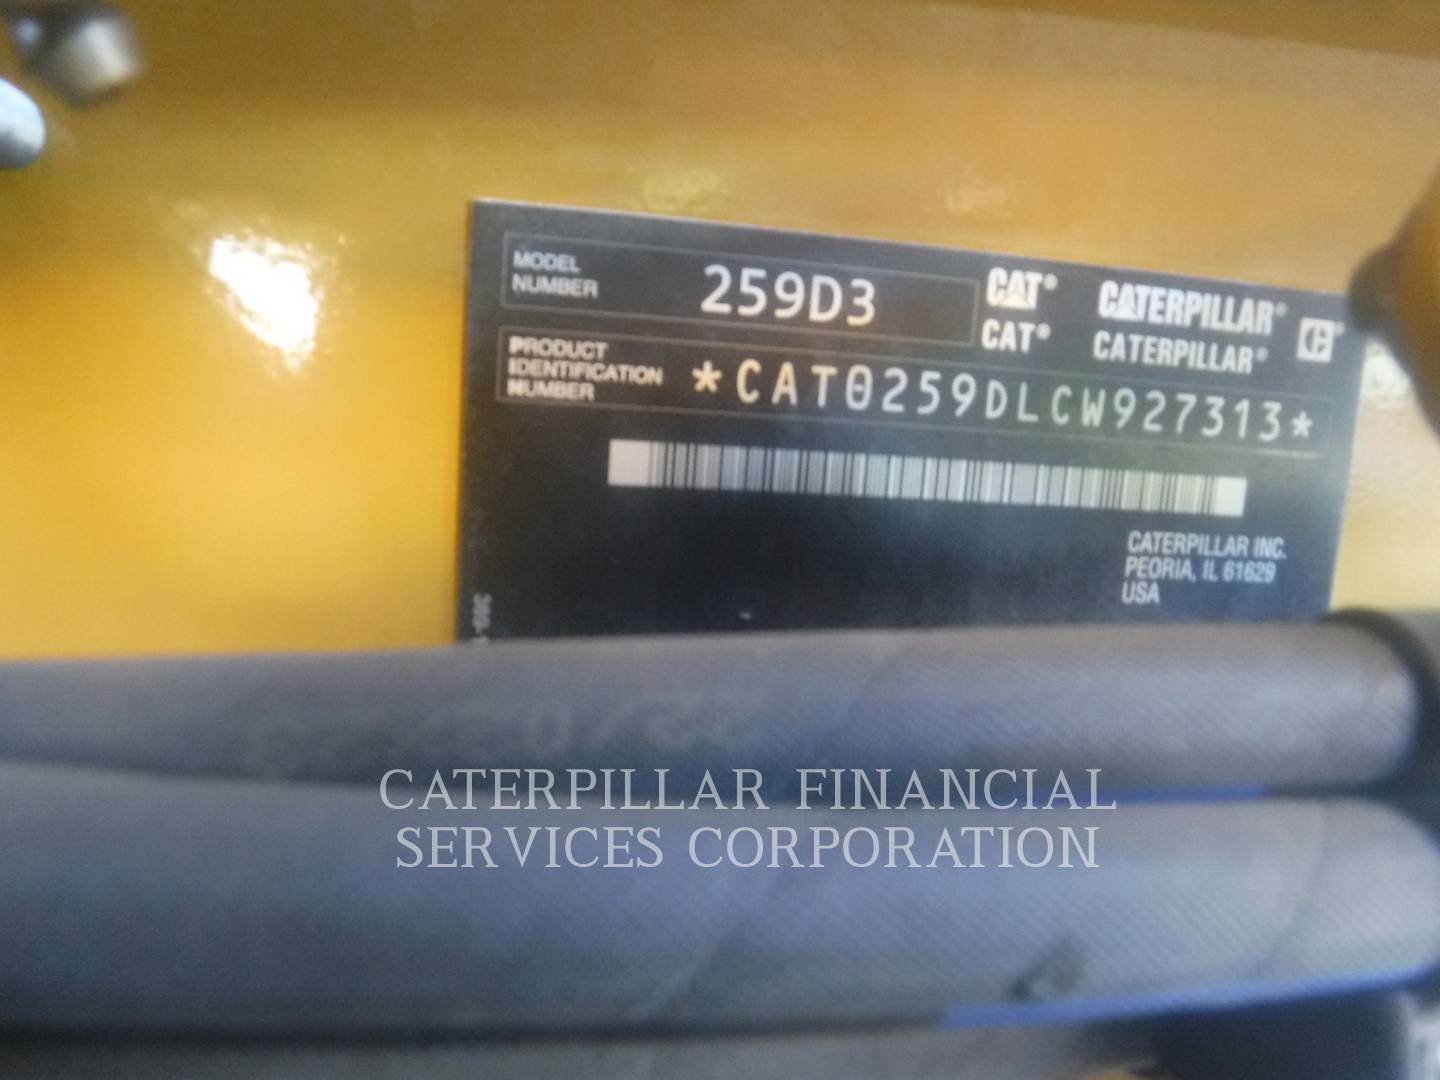 MODEL
NUMBER
259D3
CAT® CATERPILLAR®
CAT® CATERPILLAR®
PRODUCT
IDENTIFICATION
NUMBER
*CAT0259DLCW927313*
CATERPILLAR INC.
PEORIA, IL 61629
USA
CATERPILLAR FINANCIAL
SERVICES CORPORATION